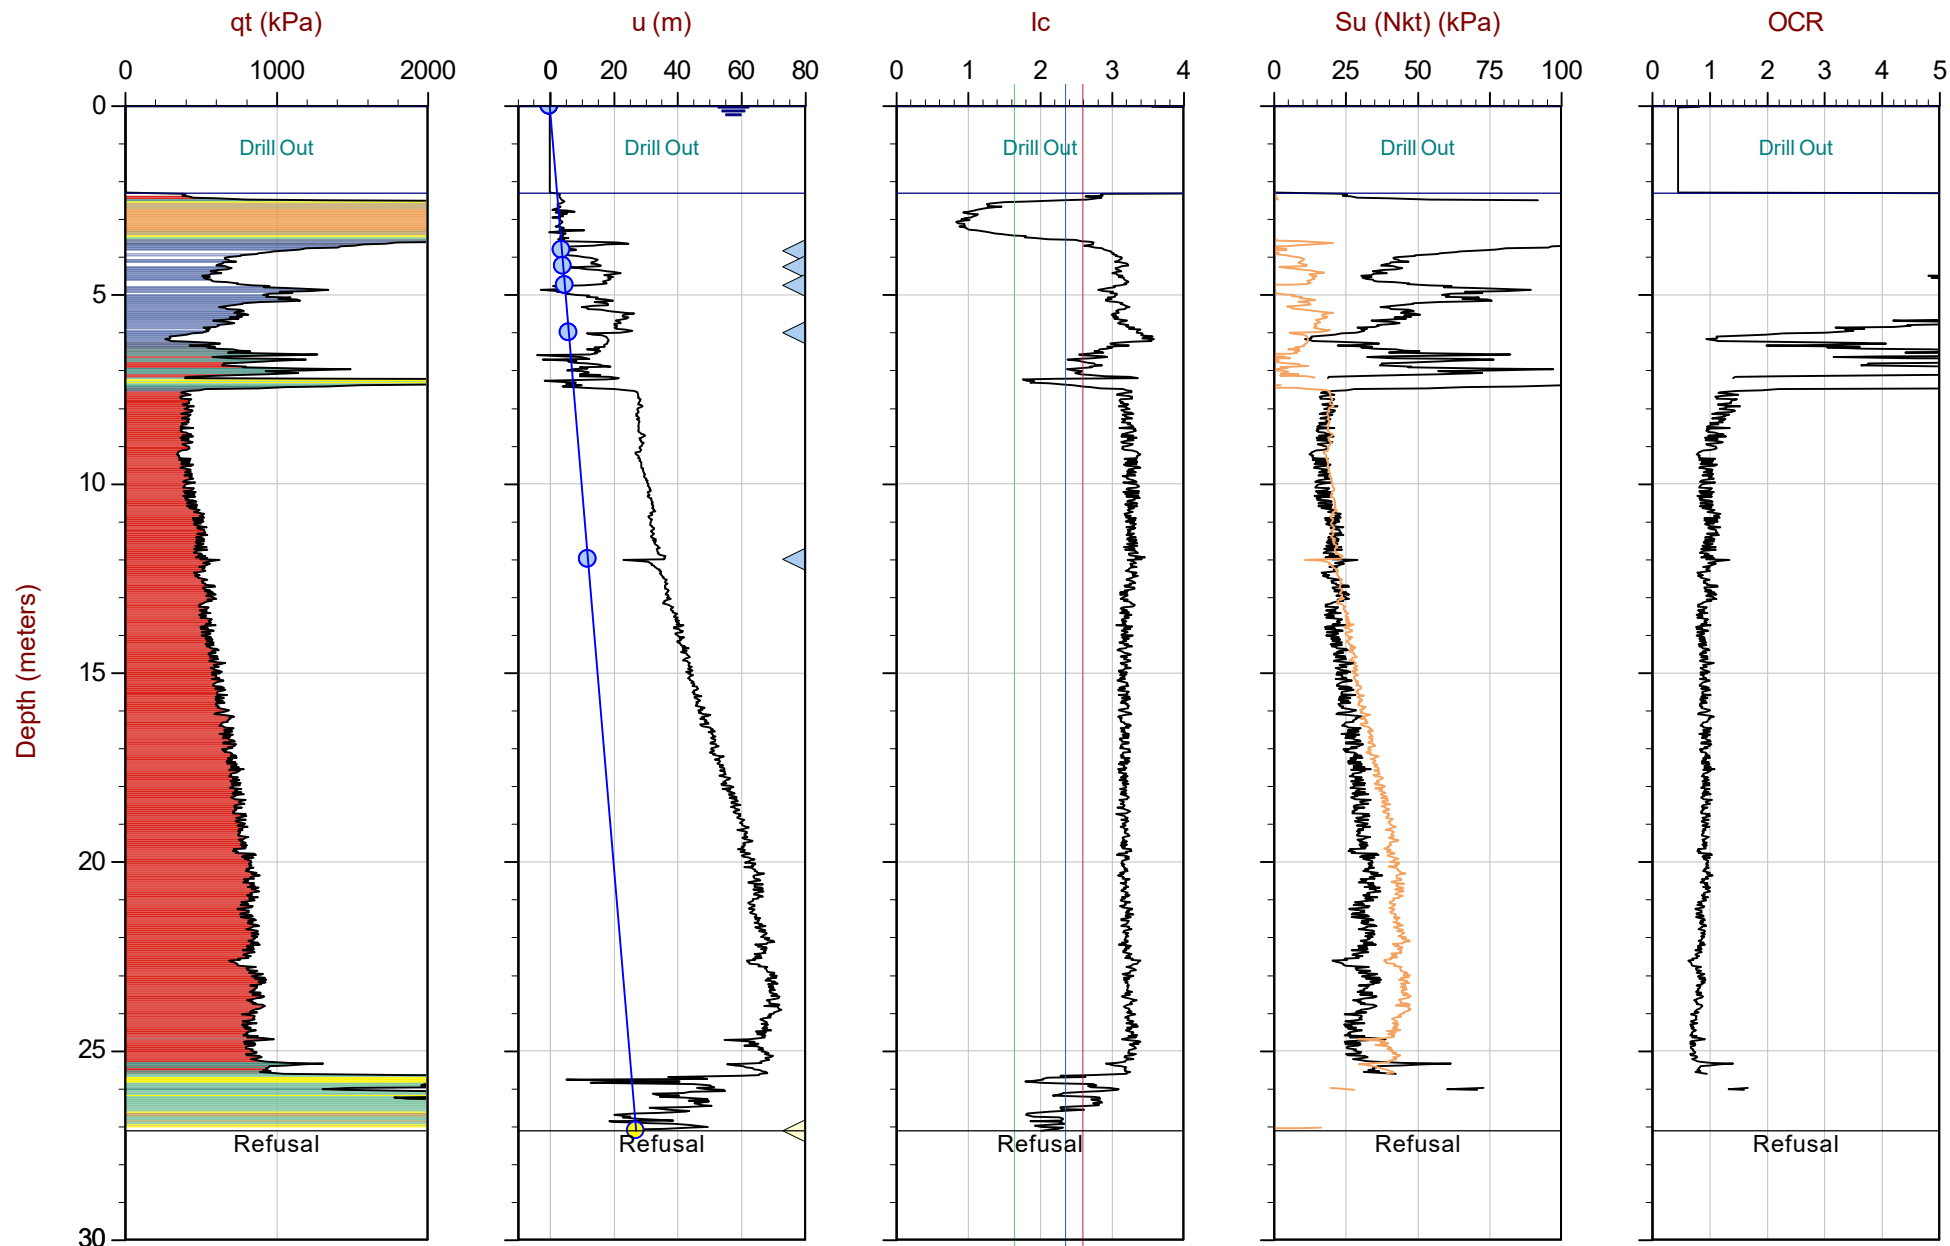 qt (kPa) u (m) Ic Su (Nkt) (kPa) OCR
0 1000 2000 0 20 40 60 80 0 1 2 3 4 0 25 50 75 100 0 1 2 3 4 5
0
Drill Out Drill Out Drill Out Drill Out Drill Out
5
10
15
Depth (meters)
20
25
Refusal Refusal Refusal Refusal Refusal
30